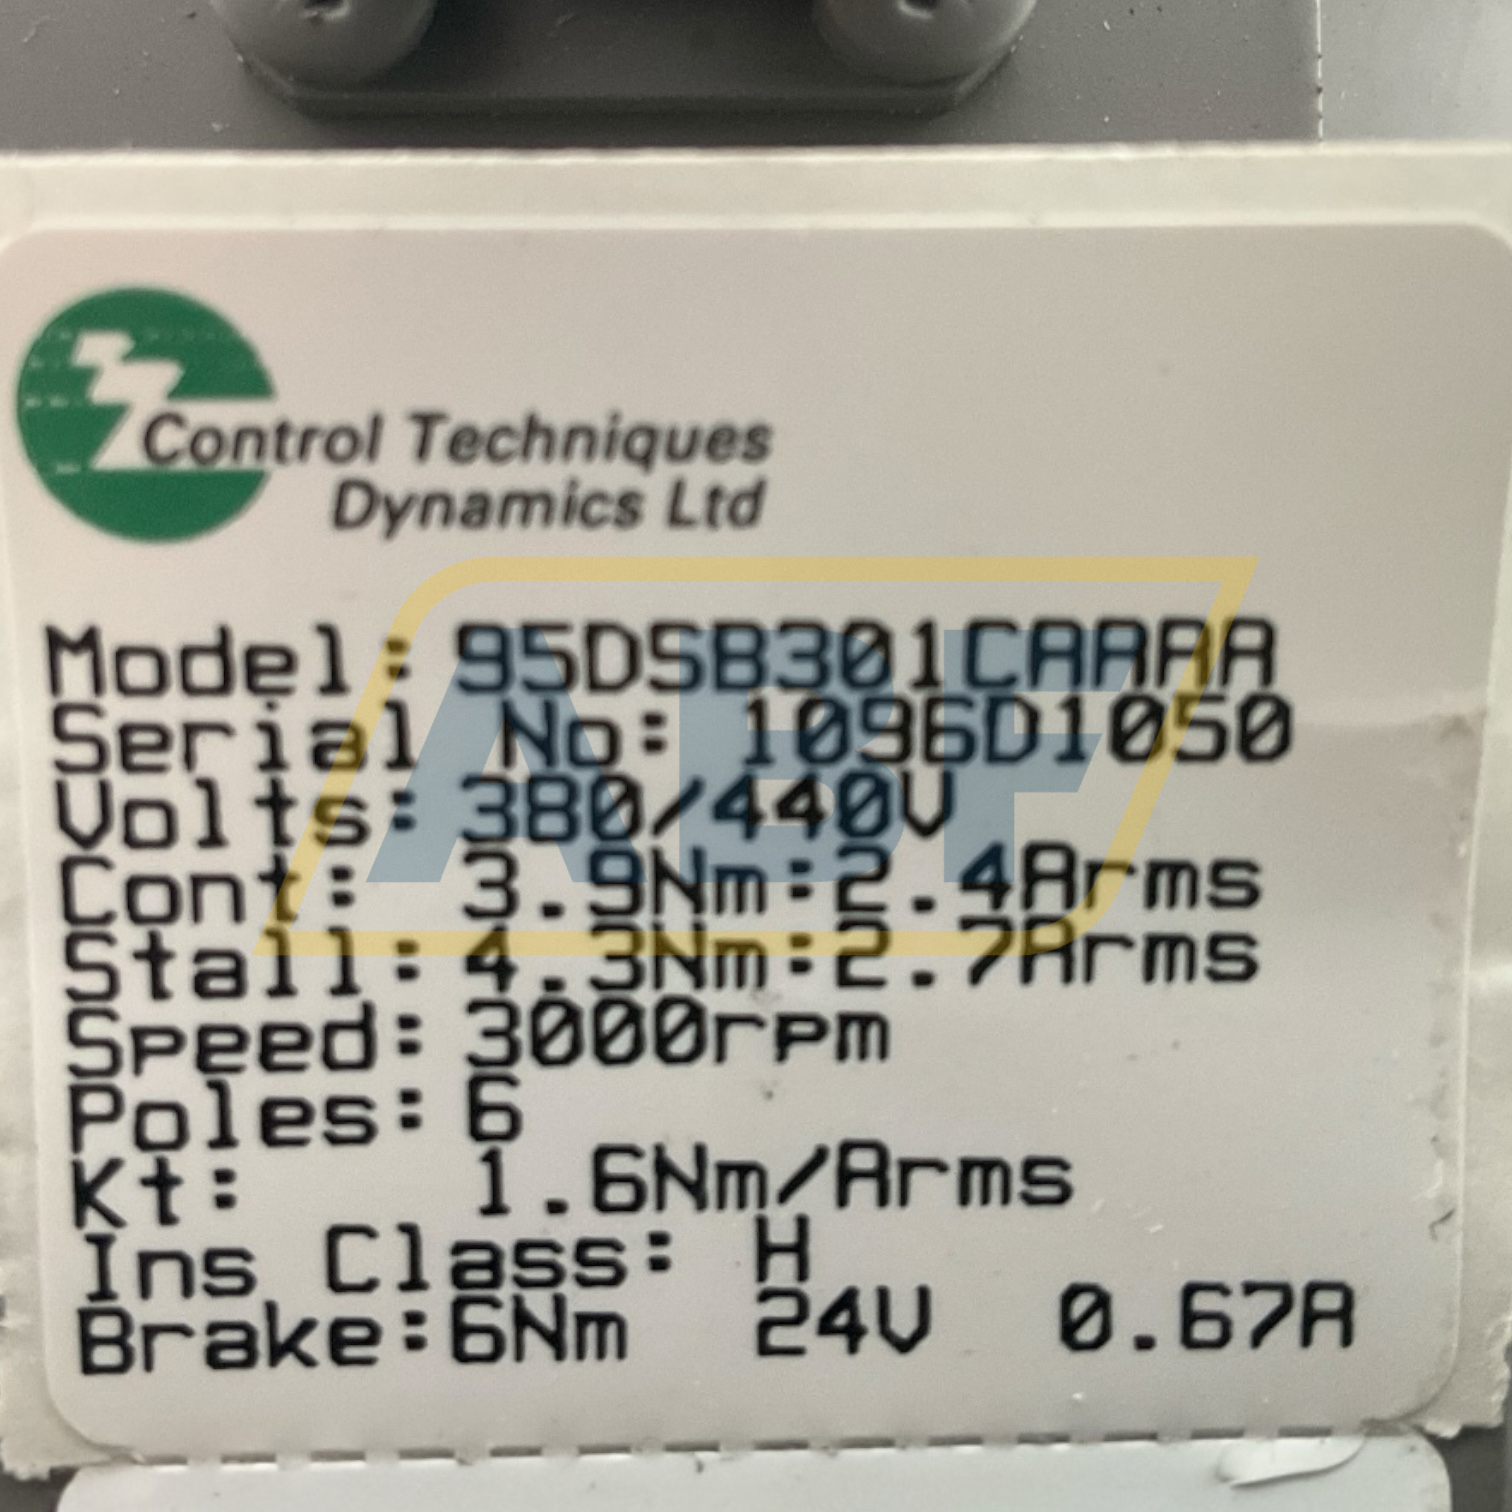 Control Techniques
Dynamics Ltd
ABF
Model: 95DSB301CAAAA
Serial No: 1096D1050
Volts: 380/440V
Cont: 3.9Nm:2.4Arms
Stall: 4.3Nm:2.7Arms
Speed: 3000rpm
Poles: 6
Kt: 1.6Nm/Arms
Ins Class: H
Brake:6Nm 24V 0.67A